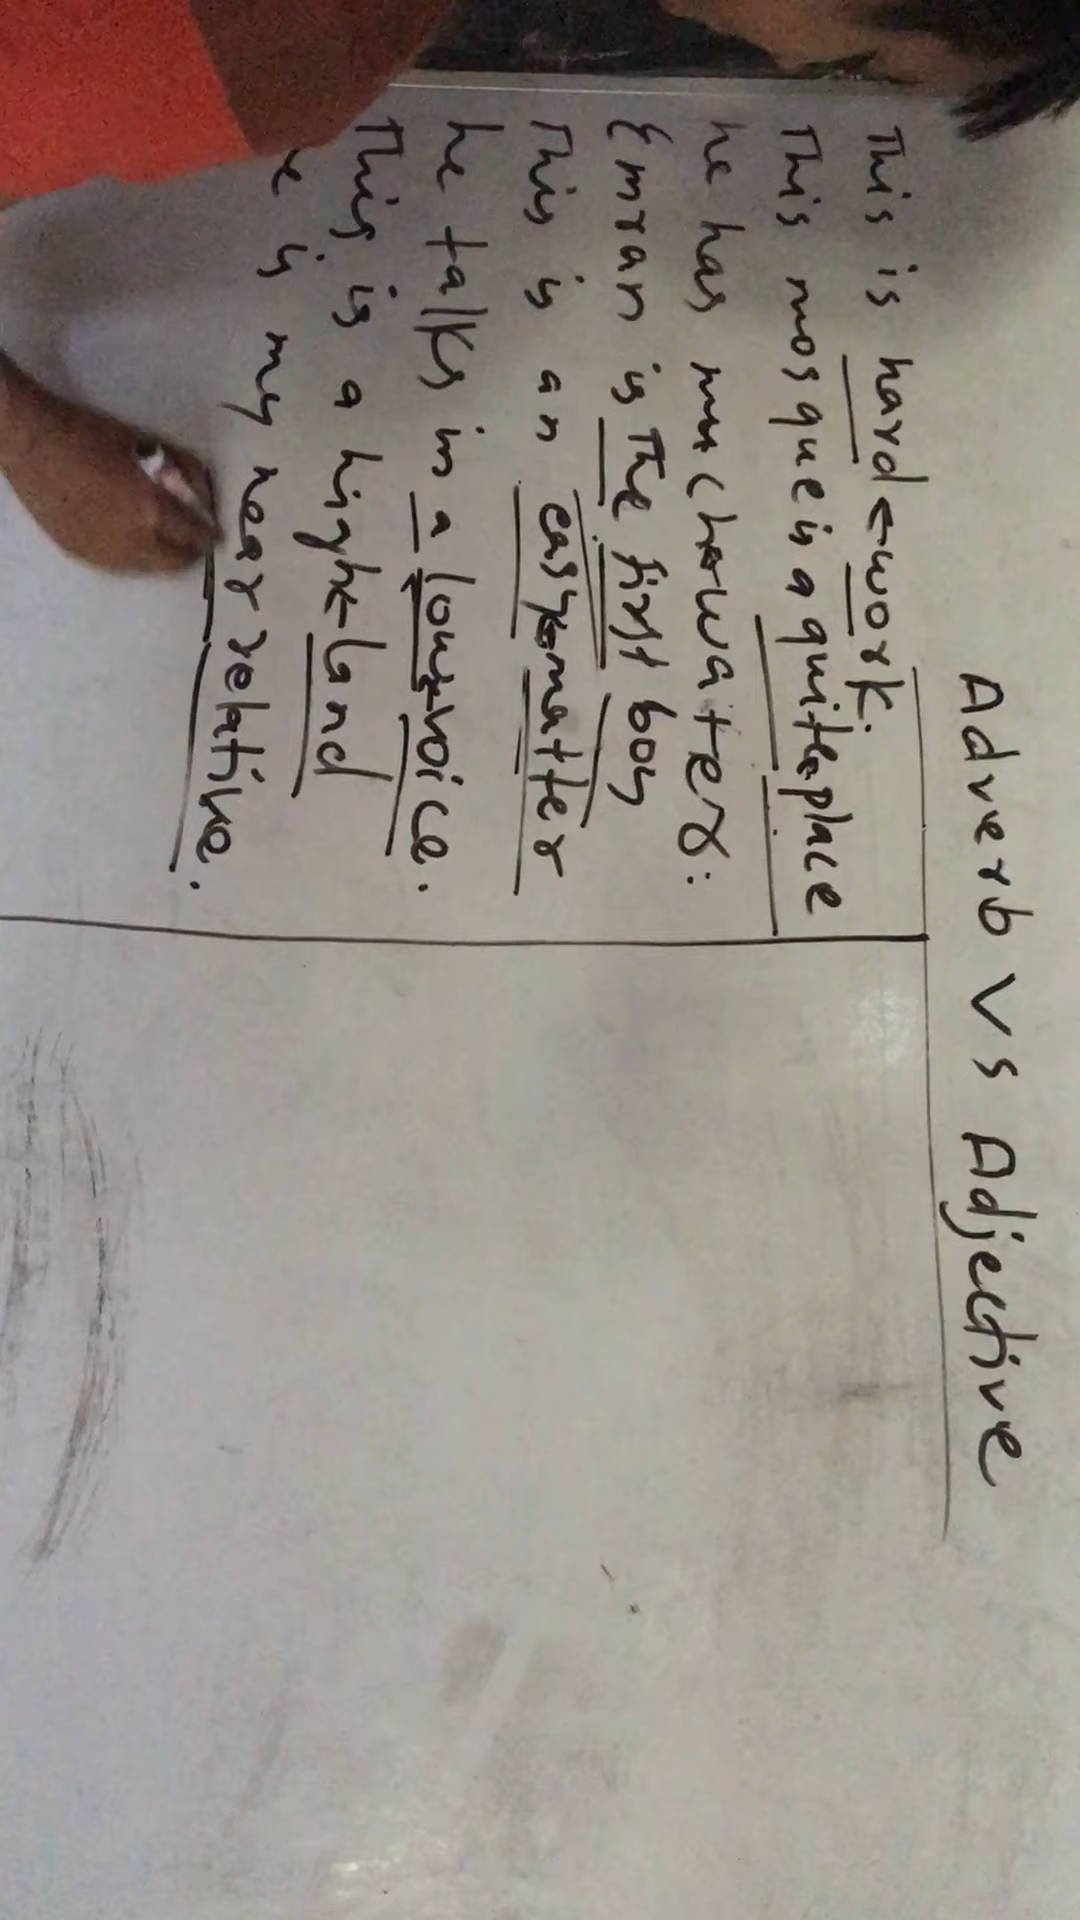 Adverb vs Adjective
This is hard ← work.
This mosque is a quite place
he has much water:
Emran is The first boy
This is an easy matter
he talks in a low voice.
This is a high land
is my near relative.